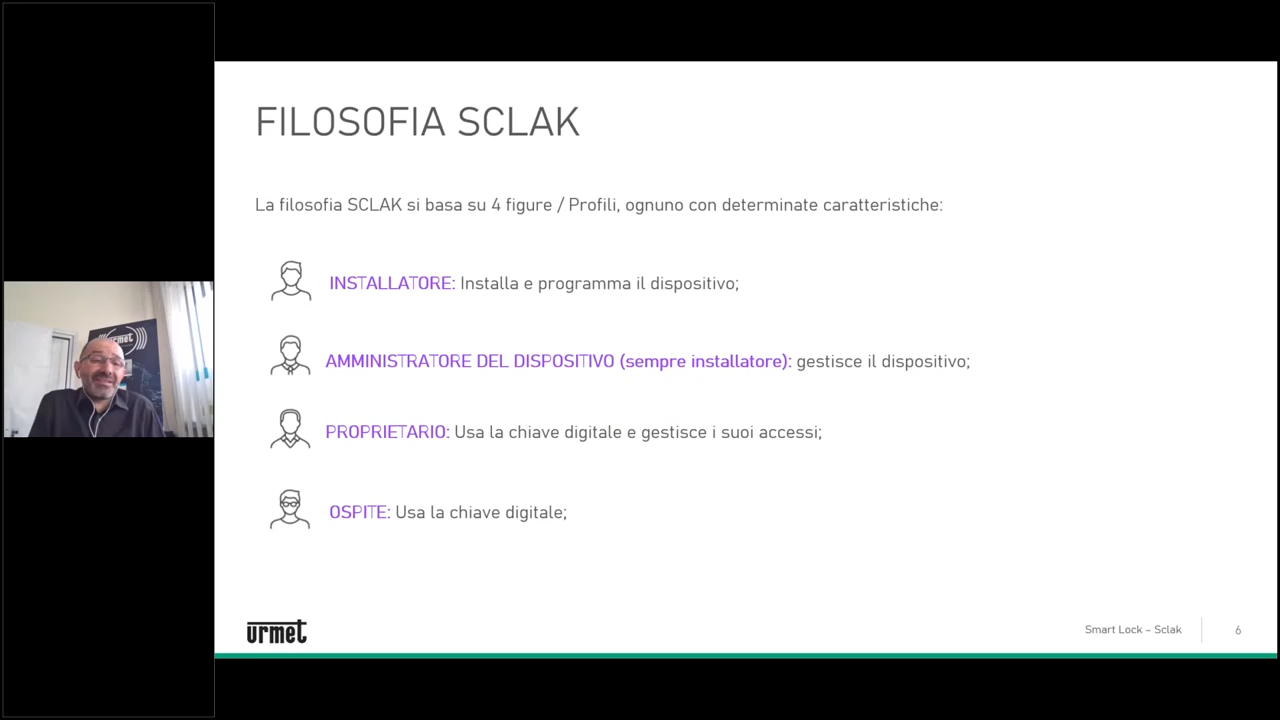 FILOSOFIA SCLAK
La filosofia SCLAK si basa su 4 figure / Profili, ognuno con determinate caratteristiche:
INSTALLATORE: Installa e programma il dispositivo;
AMMINISTRATORE DEL DISPOSITIVO (sempre installatore): gestisce il dispositivo;
PROPRIETARIO: Usa la chiave digitale e gestisce i suoi accessi;
OSPITE: Usa la chiave digitale;
urmet
urmet
Smart Lock – Sclak
6